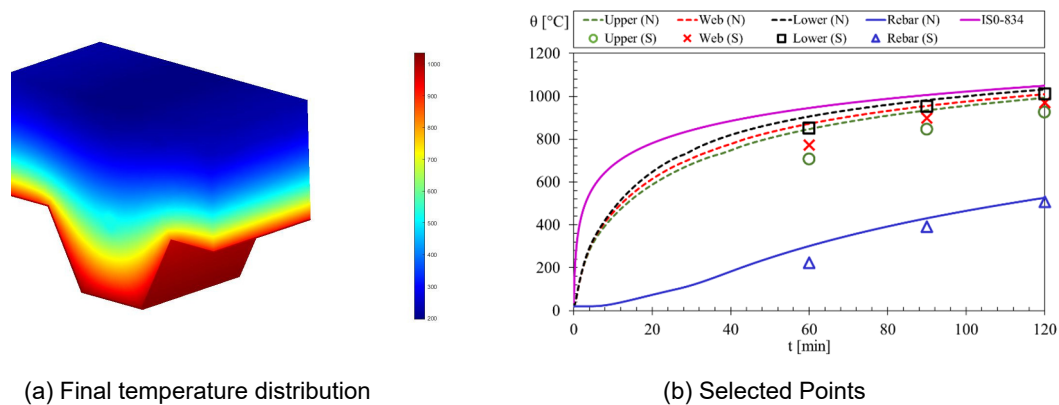 1000
900
800
700
600
500
400
300
200
θ [°C]
Upper (N) Web (N) Lower (N) Rebar (N) IS0-834
Upper (S) Web (S) Lower (S) Rebar (S)
1200
1000
800
600
400
200
0
0 20 40 60 80 100 120
t [min]
(a) Final temperature distribution
(b) Selected Points